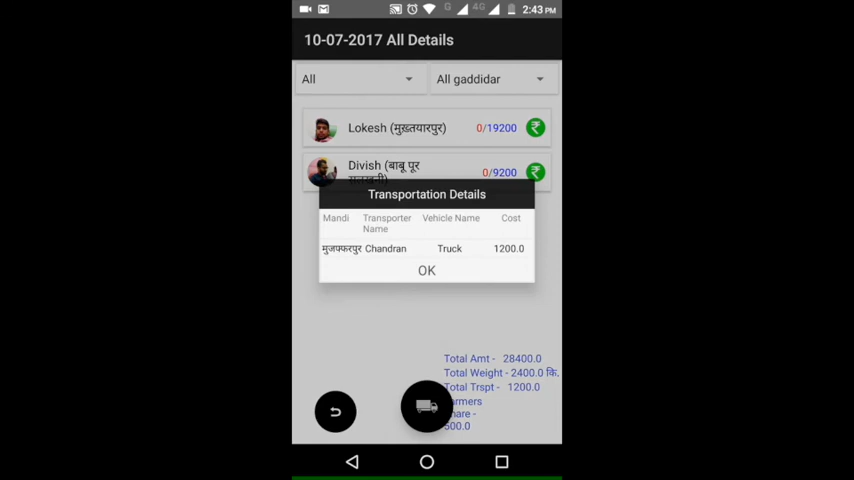 G 4G 2:43 PM
10-07-2017 All Details
All
All gaddidar
Lokesh (मुख़्तयारपुर) 0/19200
Divish (बाबू पूर 0/9200
Transportation Details
Mandi Transporter Name Vehicle Name Cost
मुजफ्फरपुर Chandran Truck 1200.0
OK
Total Amt - 28400.0
Total Weight - 2400.0 कि.
Total Trspt - 1200.0
500.0